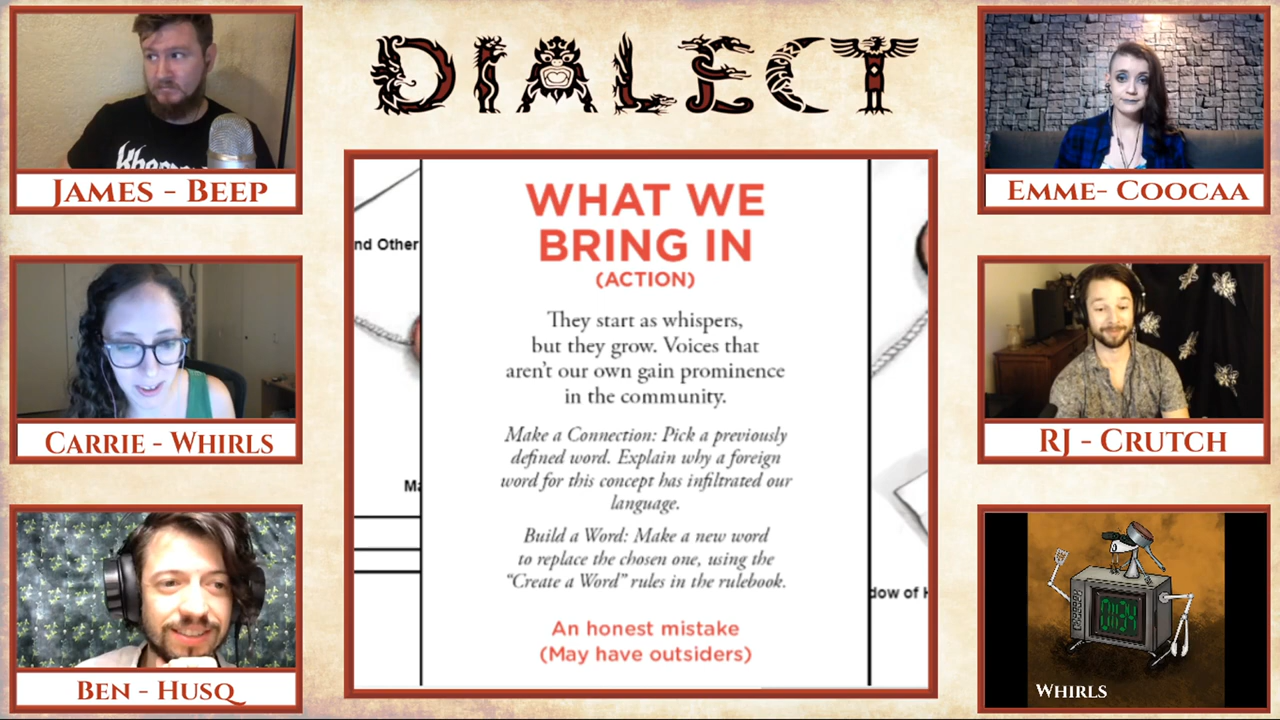 DIALECT
JAMES - BEEP
EMME- COOCAA
nd Other
WHAT WE
BRING IN
(ACTION)
They start as whispers,
but they grow. Voices that
aren't our own gain prominence
in the community.
Make a Connection: Pick a previously
defined word. Explain why a foreign
word for this concept has infiltrated our
language.
Build a Word: Make a new word
to replace the chosen one, using the
"Create a Word" rules in the rulebook.
An honest mistake
(May have outsiders)
CARRIE - WHIRLS
RJ - CRUTCH
dow of
BEN - HUSQ
WHIRLS